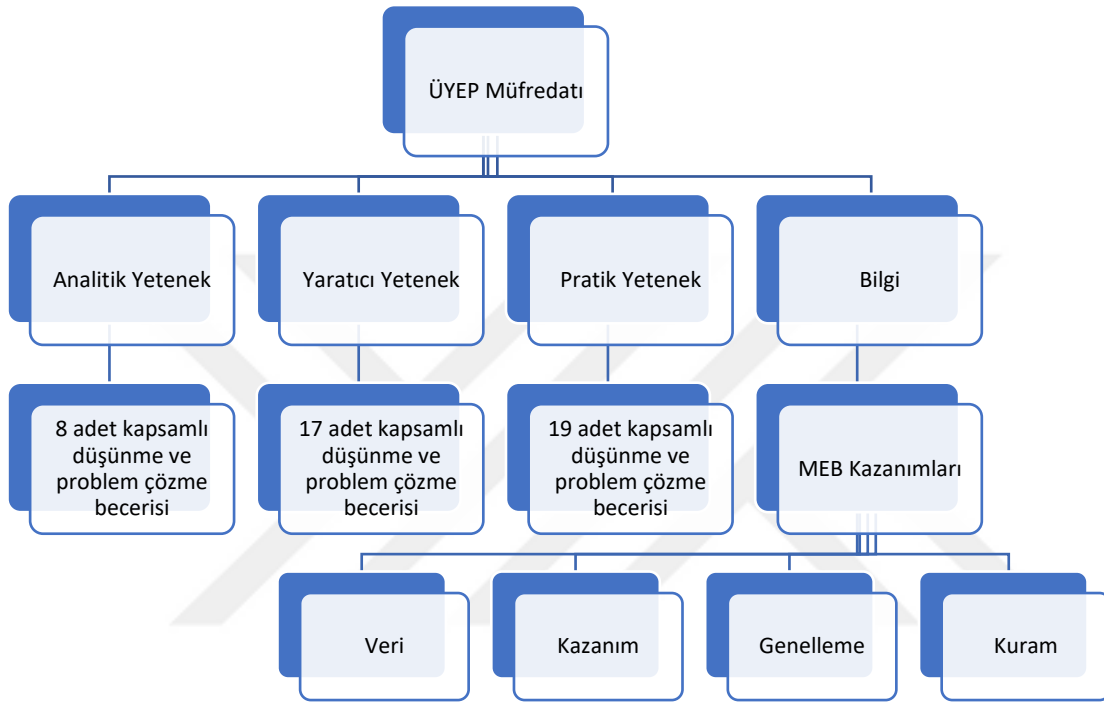 ÜYEP Müfredatı
Analitik Yetenek
Yaratıcı Yetenek
Pratik Yetenek
Bilgi
8 adet kapsamlı
düşünme ve
problem çözme
becerisi
17 adet kapsamlı
düşünme ve
problem çözme
becerisi
19 adet kapsamlı
düşünme ve
problem çözme
becerisi
MEB Kazanımları
Veri
Kazanım
Genelleme
Kuram